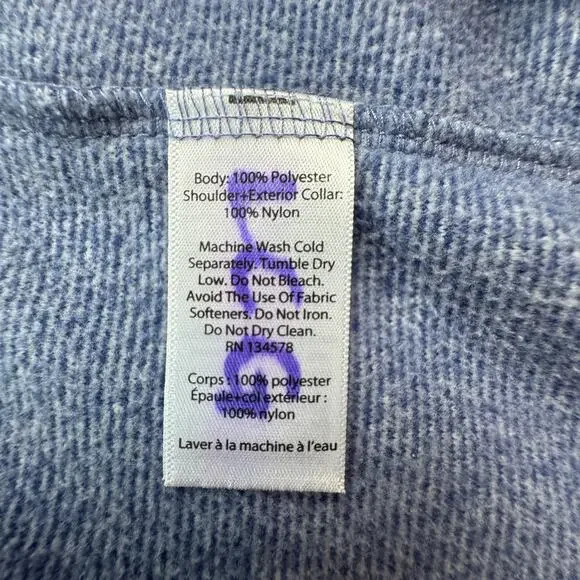 Body: 100% Polyester
Shoulder+Exterior Collar:
100% Nylon
Machine Wash Cold
Separately. Tumble Dry
Low. Do Not Bleach.
Avoid The Use Of Fabric
Softeners. Do Not Iron.
Do Not Dry Clean.
RN 134578
Corps : 100% polyester
Épaule+col extérieur :
100% nylon
Laver à la machine à l'eau